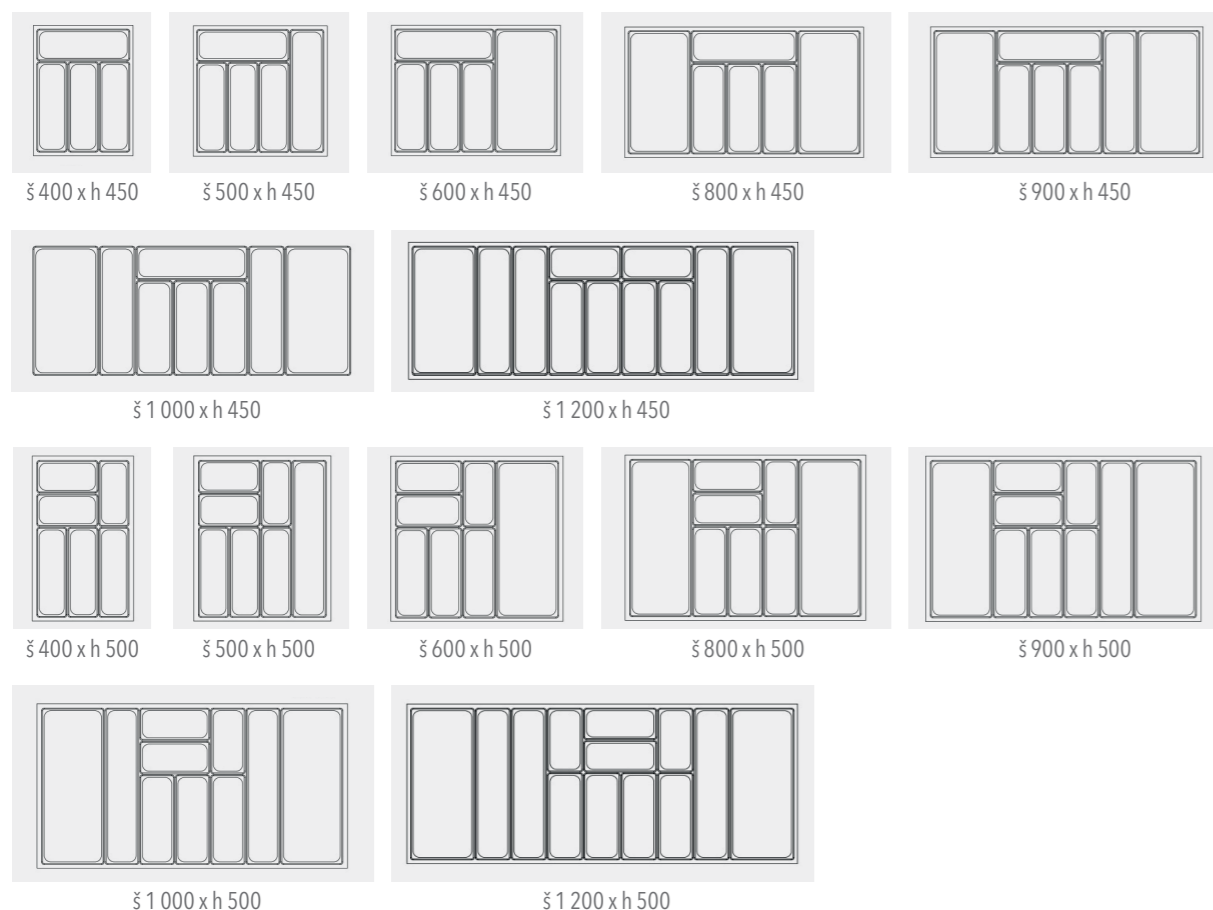 š 400 x h 450
š 500 x h 450
š 600 x h 450
š 800 x h 450
š 900 x h 450
š 1 000 x h 450
š 1 200 x h 450
š 400 x h 500
š 500 x h 500
š 600 x h 500
š 800 x h 500
š 900 x h 500
š 1 000 x h 500
š 1 200 x h 500